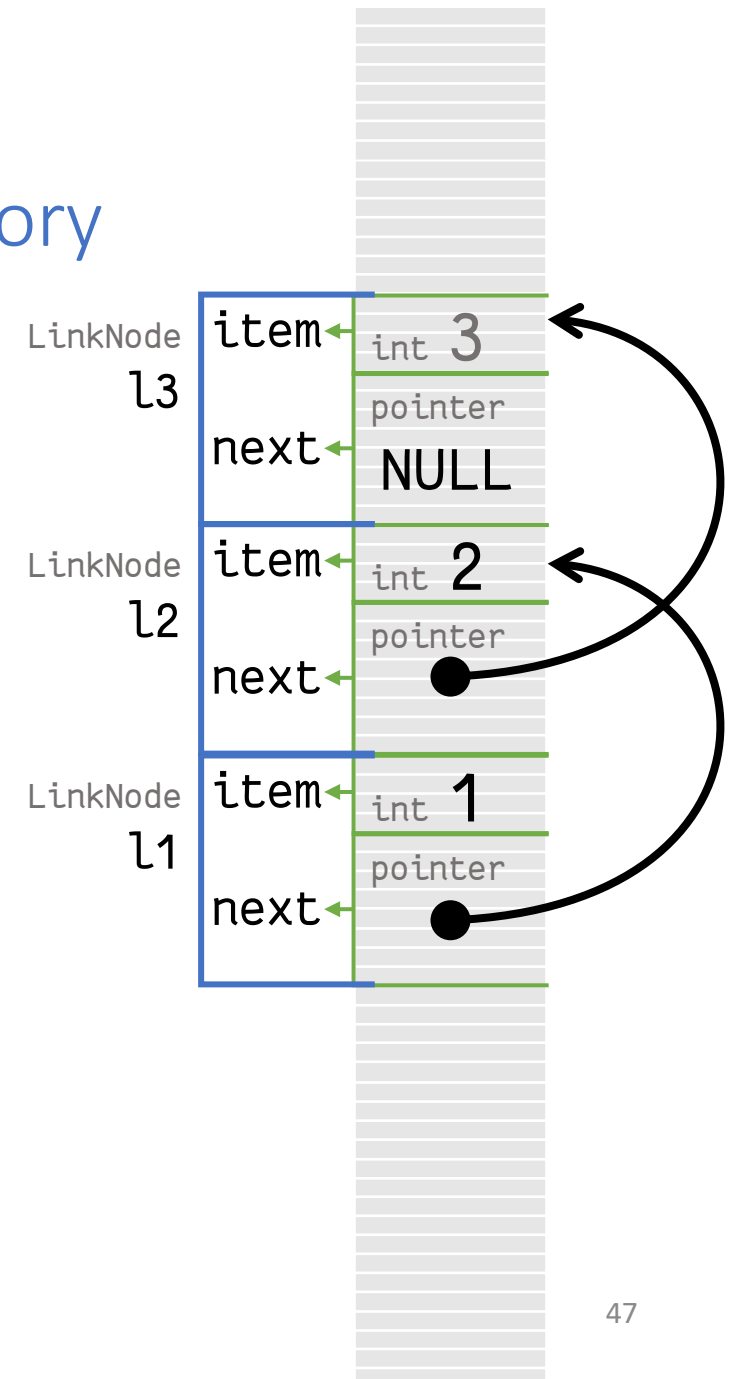 ory
LinkNode
l3
item
int 3
next
pointer
NULL
LinkNode
l2
item
int 2
next
pointer
LinkNode
l1
item
int 1
next
pointer
47